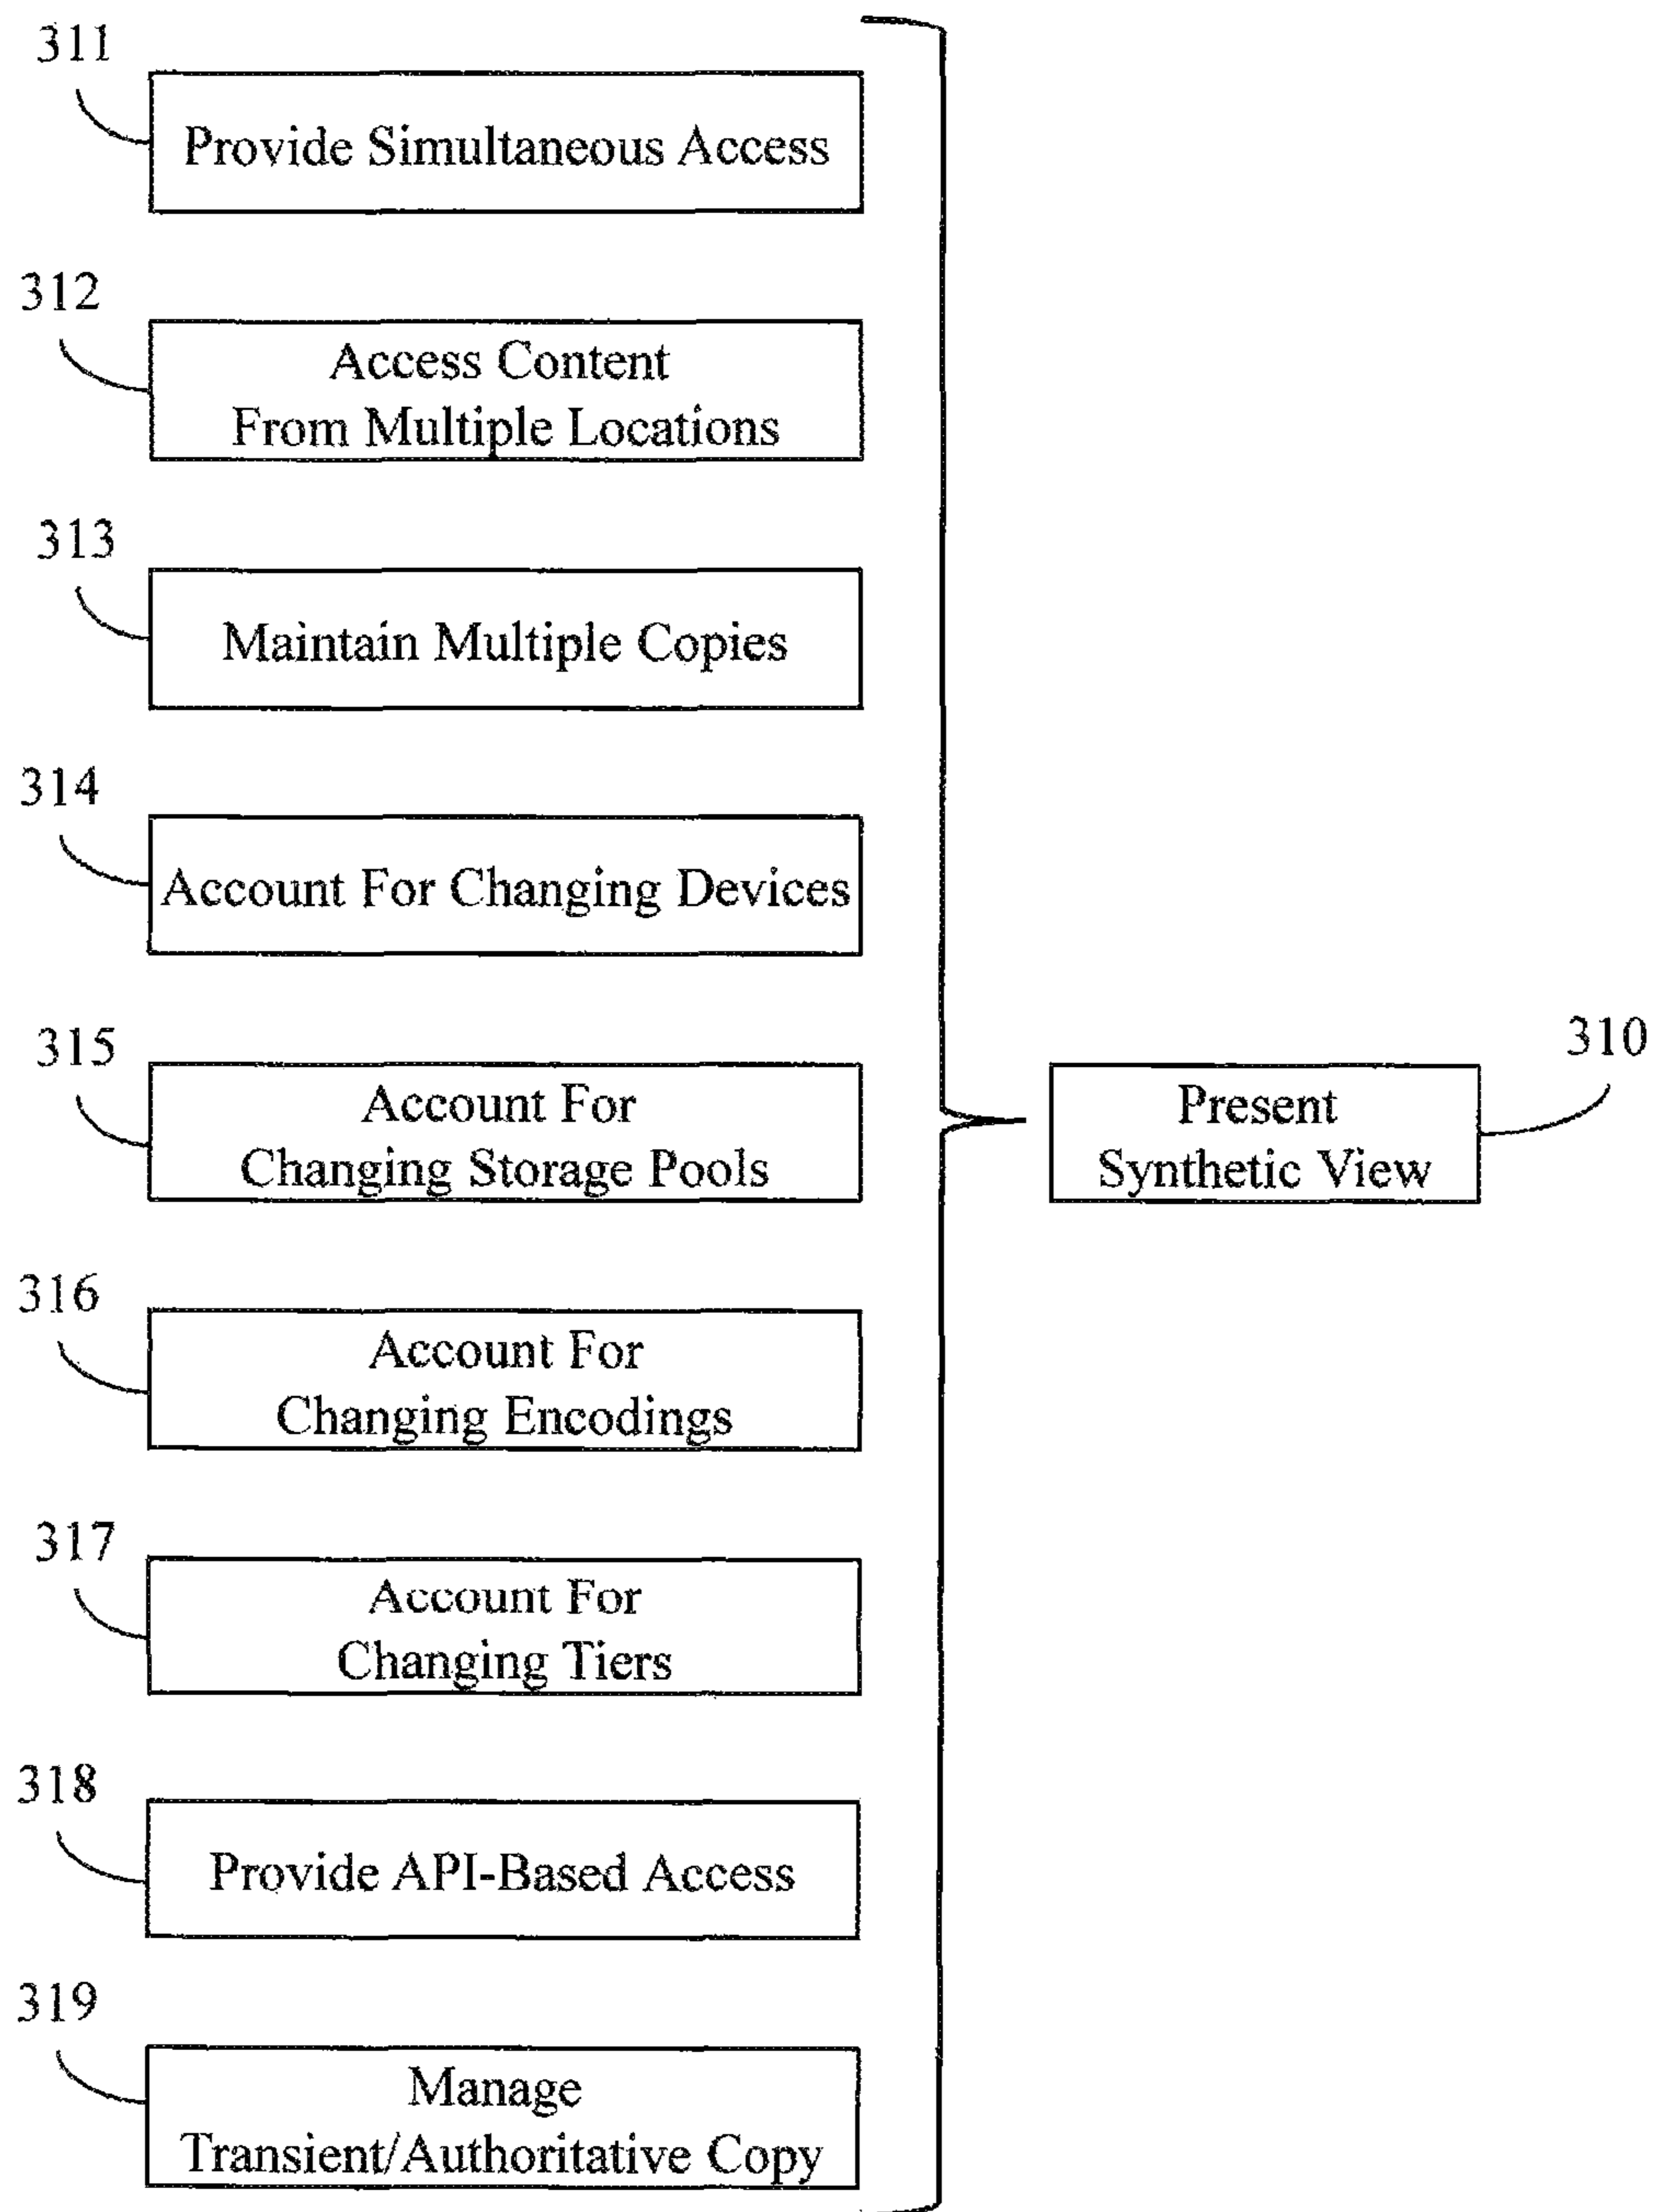 311
Provide Simultaneous Access
312
Access Content
From Multiple Locations
313
Maintain Multiple Copies
314
Account For Changing Devices
315
Account For
Changing Storage Pools
310
Present
Synthetic View
316
Account For
Changing Encodings
317
Account For
Changing Tiers
318
Provide API-Based Access
319
Manage
Transient/Authoritative Copy